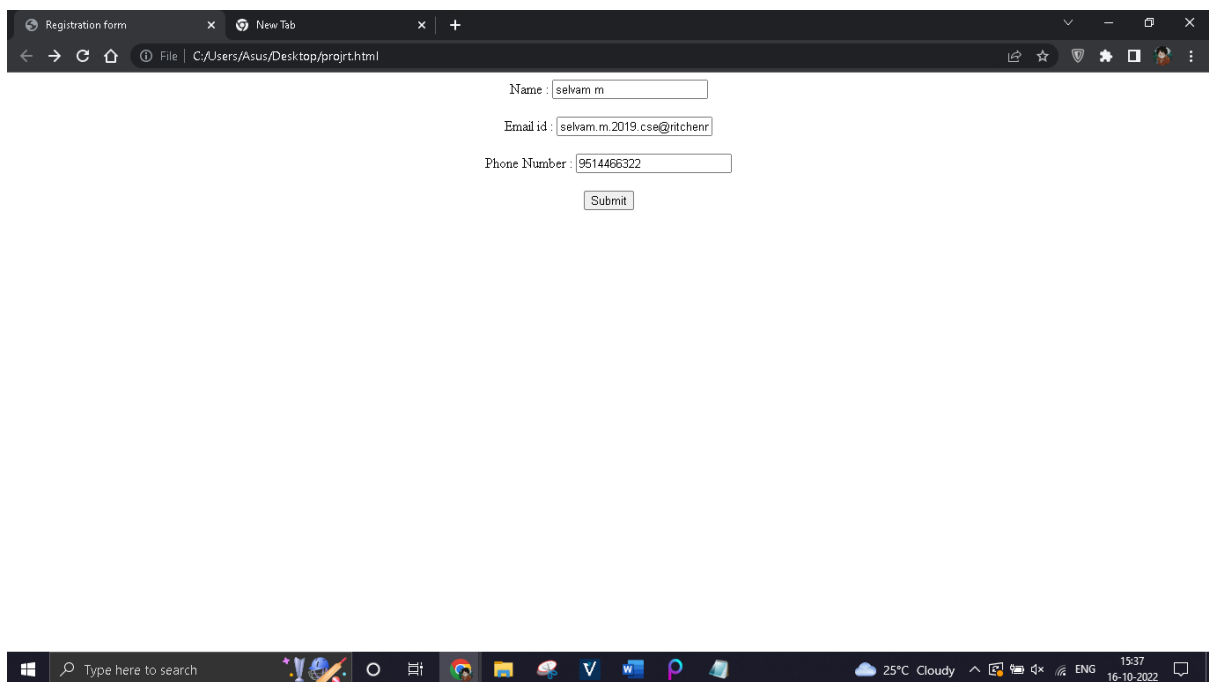 Registration form
New Tab
File C:/Users/Asus/Desktop/projrt.html
Name : selvam m
Email id : selvam.m.2019.cse@ritchenr
Phone Number : 9514466322
Submit
Type here to search
25°C Cloudy
ENG
15:37
16-10-2022